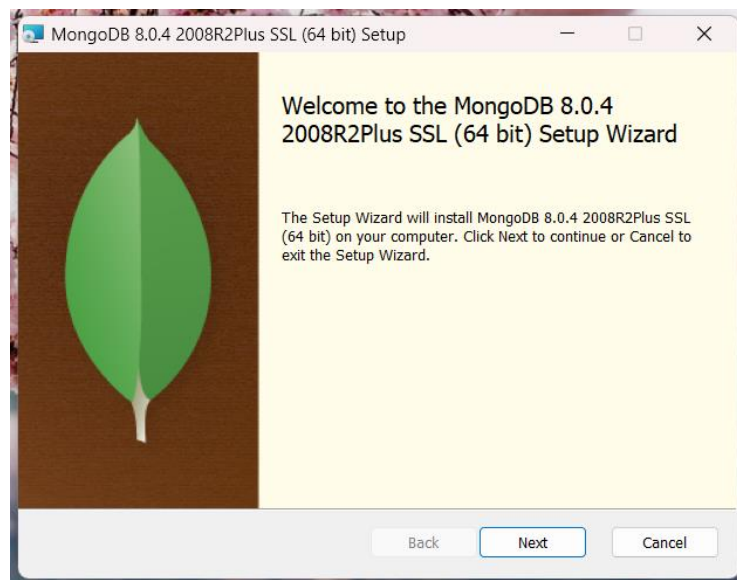 MongoDB 8.0.4 2008R2Plus SSL (64 bit) Setup
Welcome to the MongoDB 8.0.4
2008R2Plus SSL (64 bit) Setup Wizard
The Setup Wizard will install MongoDB 8.0.4 2008R2Plus SSL
(64 bit) on your computer. Click Next to continue or Cancel to
exit the Setup Wizard.
Back Next Cancel